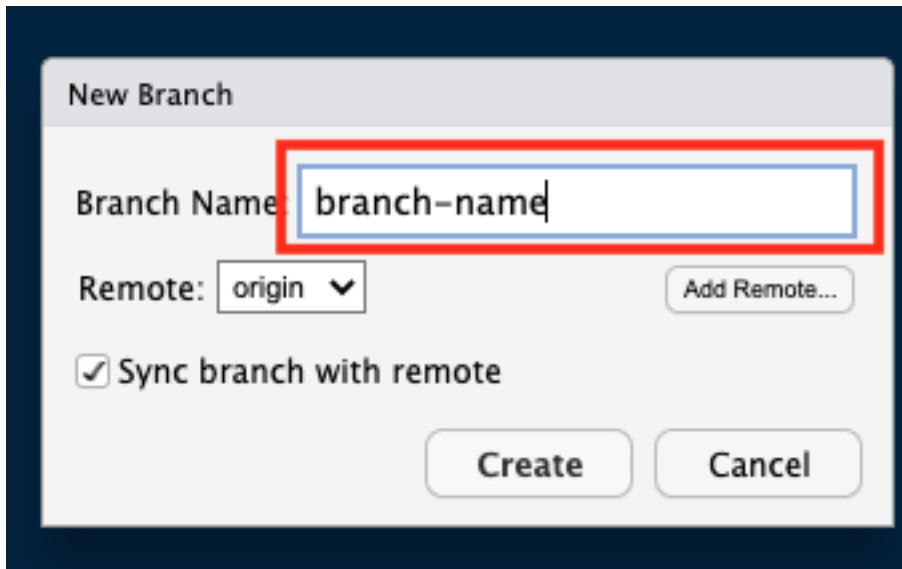 New Branch
Branch Name: branch-name
Remote: origin Add Remote...
Sync branch with remote
Create Cancel